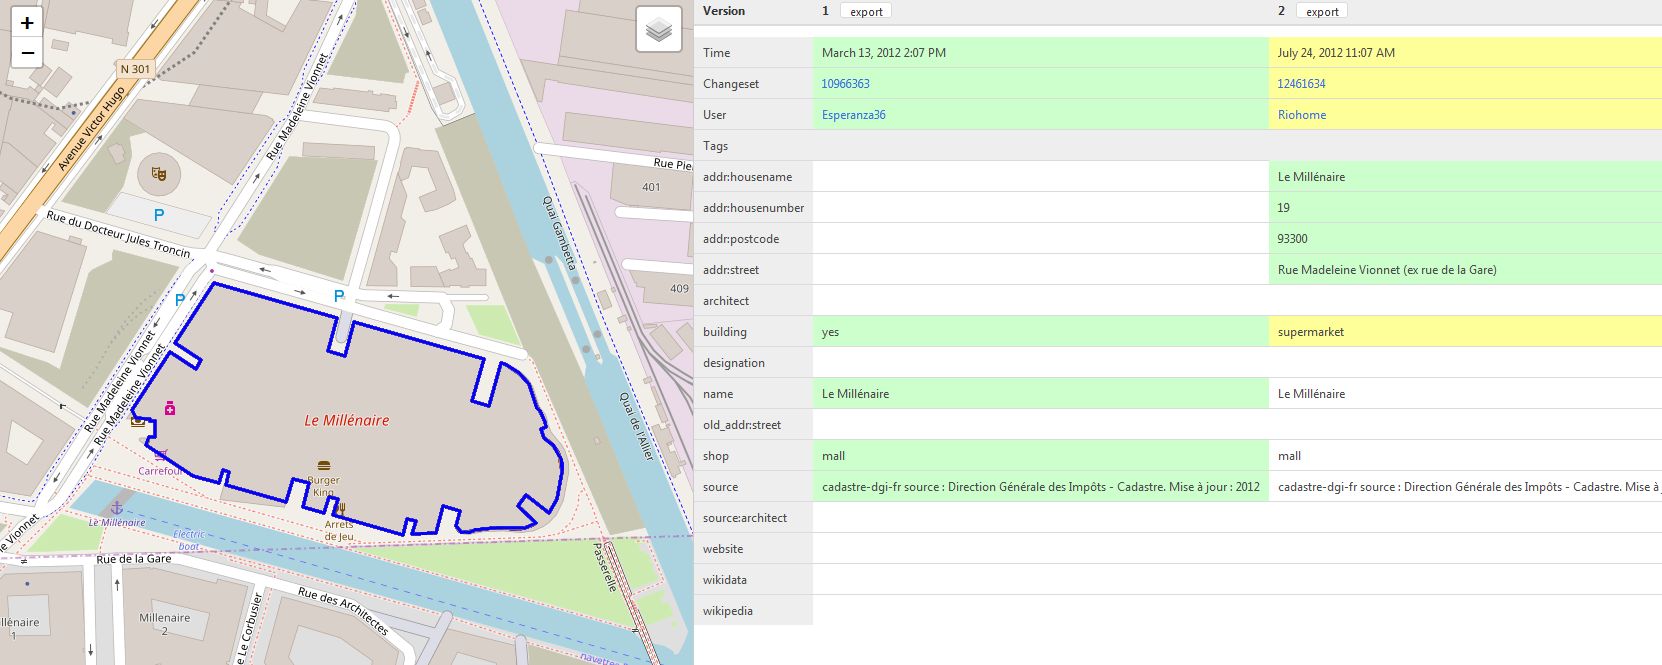 +
−
N 301
Avenue Victor Hugo
Rue Madeleine Vionnet
Rue Pie
401
Quai Gambetta
P
Rue du Docteur Jules Troncin
409
P
P
Rue Madeleine Vionnet
Rue Madeleine Vionnet
Quai de l'Allier
Le Millénaire
Carrefour
Burger
King
Arrets
de Jeu
Le Millénaire
Electric
boat
e Vionnet
Rue de la Gare
Passerelle
Rue des Architectes
e Le Corbusier
llénaire
1
Millenaire
2
navette
Version 1 export 2 export
Time March 13, 2012 2:07 PM July 24, 2012 11:07 AM
Changeset 10966363 12461634
User Esperanza36 Riohome
Tags
addr:housename Le Millénaire
addr:housenumber 19
addr:postcode 93300
addr:street Rue Madeleine Vionnet (ex rue de la Gare)
architect
building yes supermarket
designation
name Le Millénaire Le Millénaire
old_addr:street
shop mall mall
source cadastre-dgi-fr source : Direction Générale des Impôts - Cadastre. Mise à jour : 2012 cadastre-dgi-fr source : Direction Générale des Impôts - Cadastre. Mise à
source:architect
website
wikidata
wikipedia